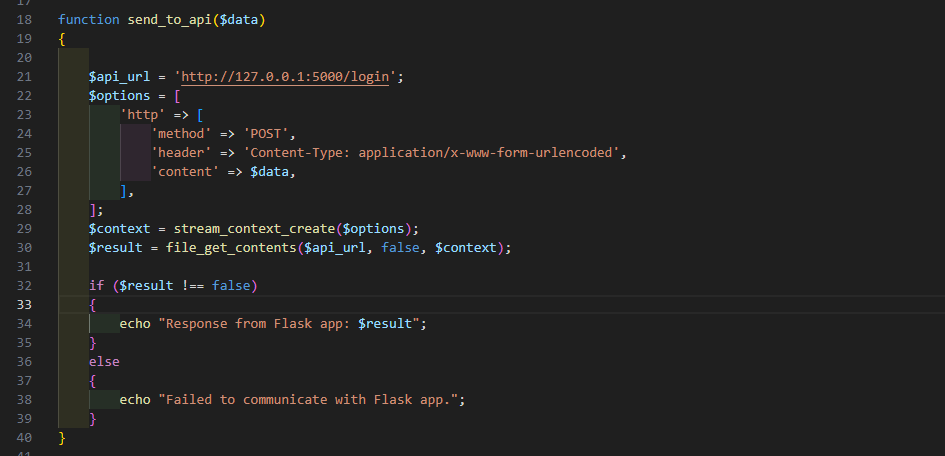 17
18 function send_to_api($data)
19 {
20
21 $api_url = 'http://127.0.0.1:5000/login';
22 $options = [
23 'http' => [
24 'method' => 'POST',
25 'header' => 'Content-Type: application/x-www-form-urlencoded',
26 'content' => $data,
27 ],
28 ];
29 $context = stream_context_create($options);
30 $result = file_get_contents($api_url, false, $context);
31
32 if ($result !== false)
33 {
34 echo "Response from Flask app: $result";
35 }
36 else
37 {
38 echo "Failed to communicate with Flask app.";
39 }
40 }
41